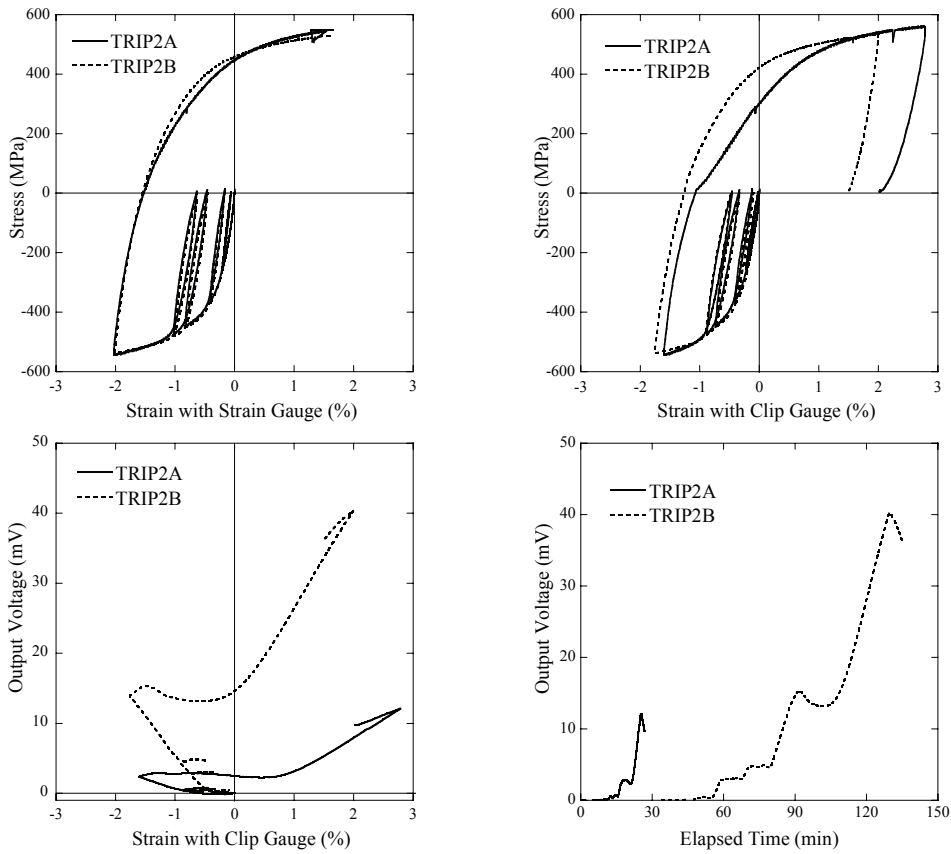 600
400
200
0
-200
-400
-600
Stress (MPa)
TRIP2A
TRIP2B
-3 -2 -1 0 1 2 3
Strain with Strain Gauge (%)
600
400
200
0
-200
-400
-600
Stress (MPa)
TRIP2A
TRIP2B
-3 -2 -1 0 1 2 3
Strain with Clip Gauge (%)
50
40
30
20
10
0
Output Voltage (mV)
TRIP2A
TRIP2B
-3 -2 -1 0 1 2 3
Strain with Clip Gauge (%)
50
40
30
20
10
0
Output Voltage (mV)
TRIP2A
TRIP2B
0 30 60 90 120 150
Elapsed Time (min)